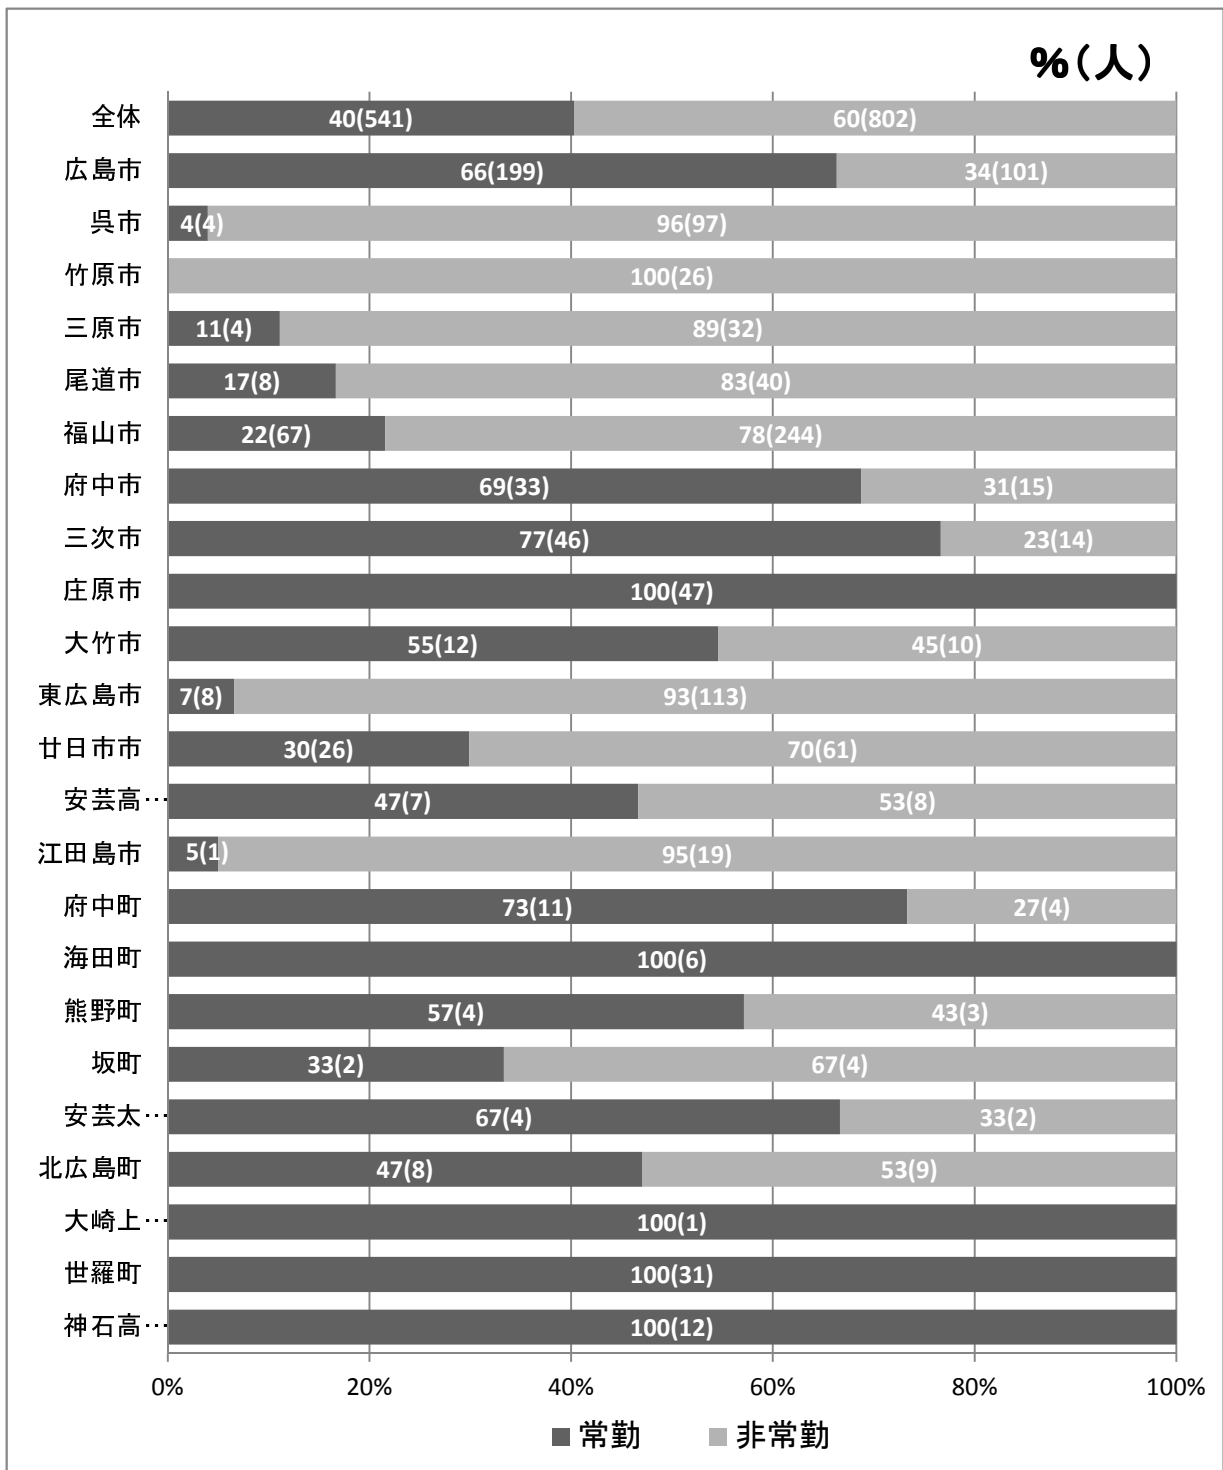 %(人)
全体 40(541) 60(802)
広島市 66(199) 34(101)
呉市 4(4) 96(97)
竹原市 100(26)
三原市 11(4) 89(32)
尾道市 17(8) 83(40)
福山市 22(67) 78(244)
府中市 69(33) 31(15)
三次市 77(46) 23(14)
庄原市 100(47)
大竹市 55(12) 45(10)
東広島市 7(8) 93(113)
廿日市市 30(26) 70(61)
安芸高… 47(7) 53(8)
江田島市 5(1) 95(19)
府中町 73(11) 27(4)
海田町 100(6)
熊野町 57(4) 43(3)
坂町 33(2) 67(4)
安芸太… 67(4) 33(2)
北広島町 47(8) 53(9)
大崎上… 100(1)
世羅町 100(31)
神石高… 100(12)
0% 20% 40% 60% 80% 100%
常勤 非常勤